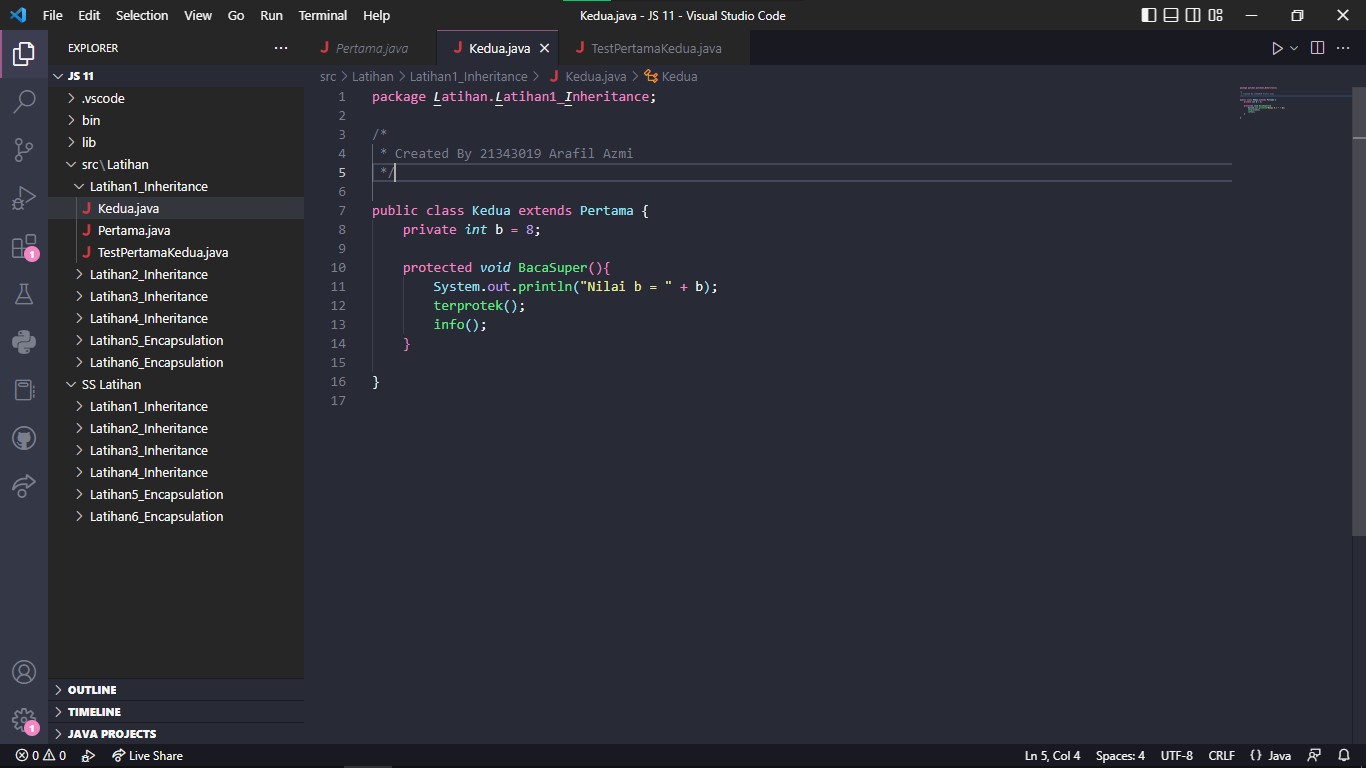 File Edit Selection View Go Run Terminal Help
Kedua.java - JS 11 - Visual Studio Code
EXPLORER
JS 11
.vscode
bin
lib
src\Latihan
Latihan1_Inheritance
Kedua.java
Pertama.java
TestPertamaKedua.java
Latihan2_Inheritance
Latihan3_Inheritance
Latihan4_Inheritance
Latihan5_Encapsulation
Latihan6_Encapsulation
SS Latihan
Latihan1_Inheritance
Latihan2_Inheritance
Latihan3_Inheritance
Latihan4_Inheritance
Latihan5_Encapsulation
Latihan6_Encapsulation
OUTLINE
TIMELINE
JAVA PROJECTS
1
1
J Pertama.java J Kedua.java J TestPertamaKedua.java
src > Latihan > Latihan1_Inheritance > J Kedua.java > Kedua
1 package Latihan.Latihan1_Inheritance;
2
3 /*
4  * Created By 21343019 Arafil Azmi
5  */
6
7 public class Kedua extends Pertama {
8     private int b = 8;
9
10     protected void BacaSuper(){
11         System.out.println("Nilai b = " + b);
12         terprotek();
13         info();
14     }
15
16 }
17
0 0 Live Share
Ln 5, Col 4 Spaces: 4 UTF-8 CRLF {} Java